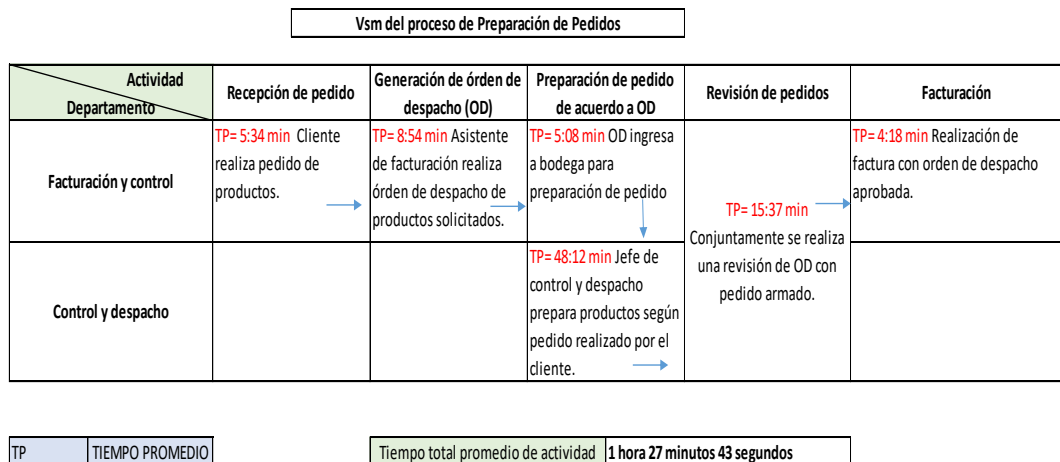 Vsm del proceso de Preparación de Pedidos
Actividad
Departamento
Recepción de pedido
Generación de órden de
despacho (OD)
Preparación de pedido
de acuerdo a OD
Revisión de pedidos
Facturación
Facturación y control
TP= 5:34 min Cliente
realiza pedido de
productos.
TP= 8:54 min Asistente
de facturación realiza
órden de despacho de
productos solicitados.
TP= 5:08 min OD ingresa
a bodega para
preparación de pedido
TP= 15:37 min
Conjuntamente se realiza
una revisión de OD con
pedido armado.
TP= 4:18 min Realización de
factura con orden de despacho
aprobada.
Control y despacho
TP= 48:12 min Jefe de
control y despacho
prepara productos según
pedido realizado por el
cliente.
TP
TIEMPO PROMEDIO
Tiempo total promedio de actividad
1 hora 27 minutos 43 segundos